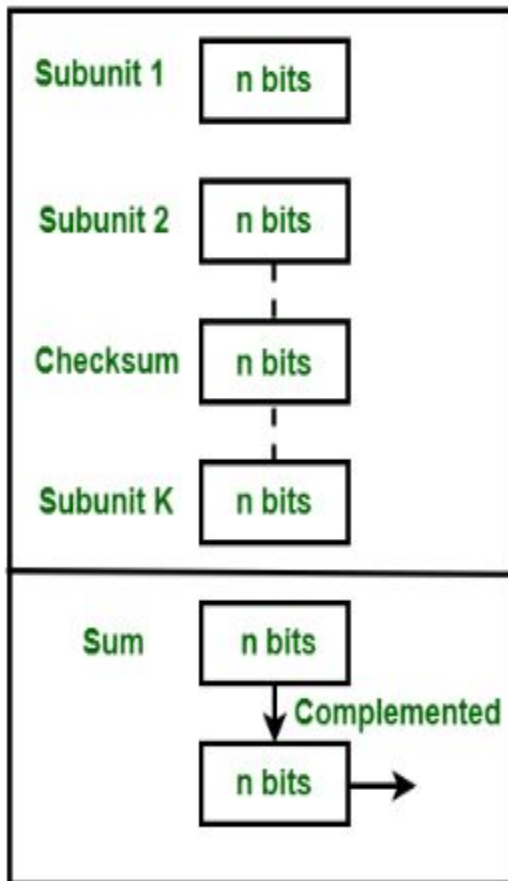 Subunit 1 n bits
Subunit 2 n bits
Checksum n bits
Subunit K n bits
Sum n bits
Complemented
n bits